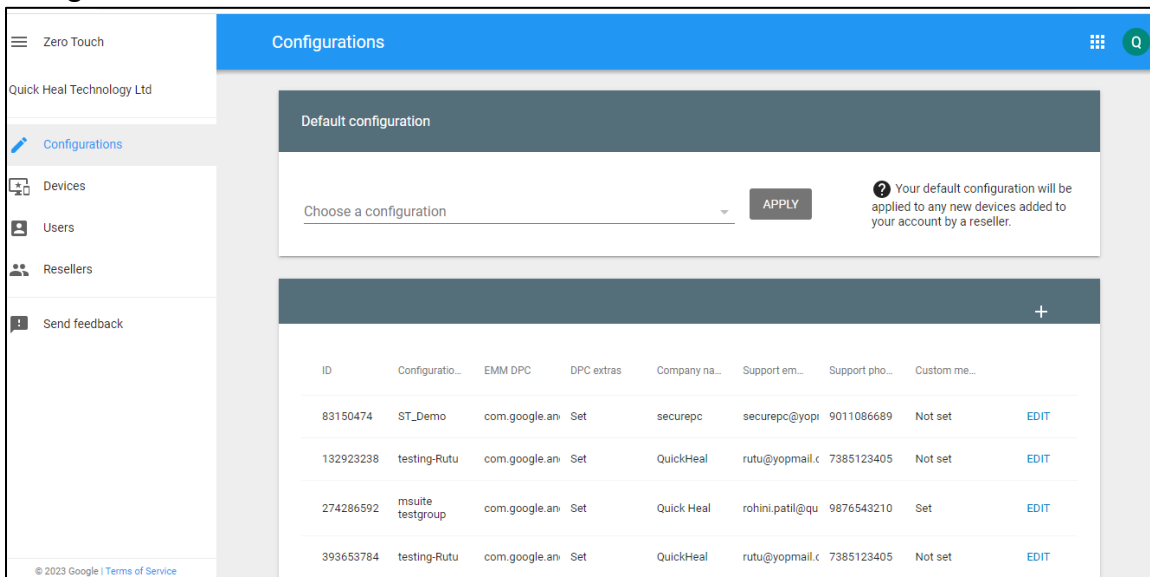 Zero Touch
Configurations
Q
Quick Heal Technology Ltd
Configurations
Devices
Users
Resellers
Send feedback
© 2023 Google | Terms of Service
Default configuration
Choose a configuration
APPLY
? Your default configuration will be
applied to any new devices added to
your account by a reseller.
+
ID Configuratio... EMM DPC DPC extras Company na... Support em... Support pho... Custom me...
83150474 ST_Demo com.google.an Set securepc securepc@yop 9011086689 Not set EDIT
132923238 testing-Rutu com.google.an Set QuickHeal rutu@yopmail.c 7385123405 Not set EDIT
274286592 msuite
testgroup com.google.an Set Quick Heal rohini.patil@qu 9876543210 Set EDIT
393653784 testing-Rutu com.google.an Set QuickHeal rutu@yopmail.c 7385123405 Not set EDIT